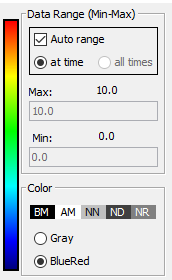 Data Range (Min-Max)
Auto range
at time all times
Max: 10.0
10.0
Min: 0.0
0.0
Color
BM AM NN ND NR
Gray
BlueRed